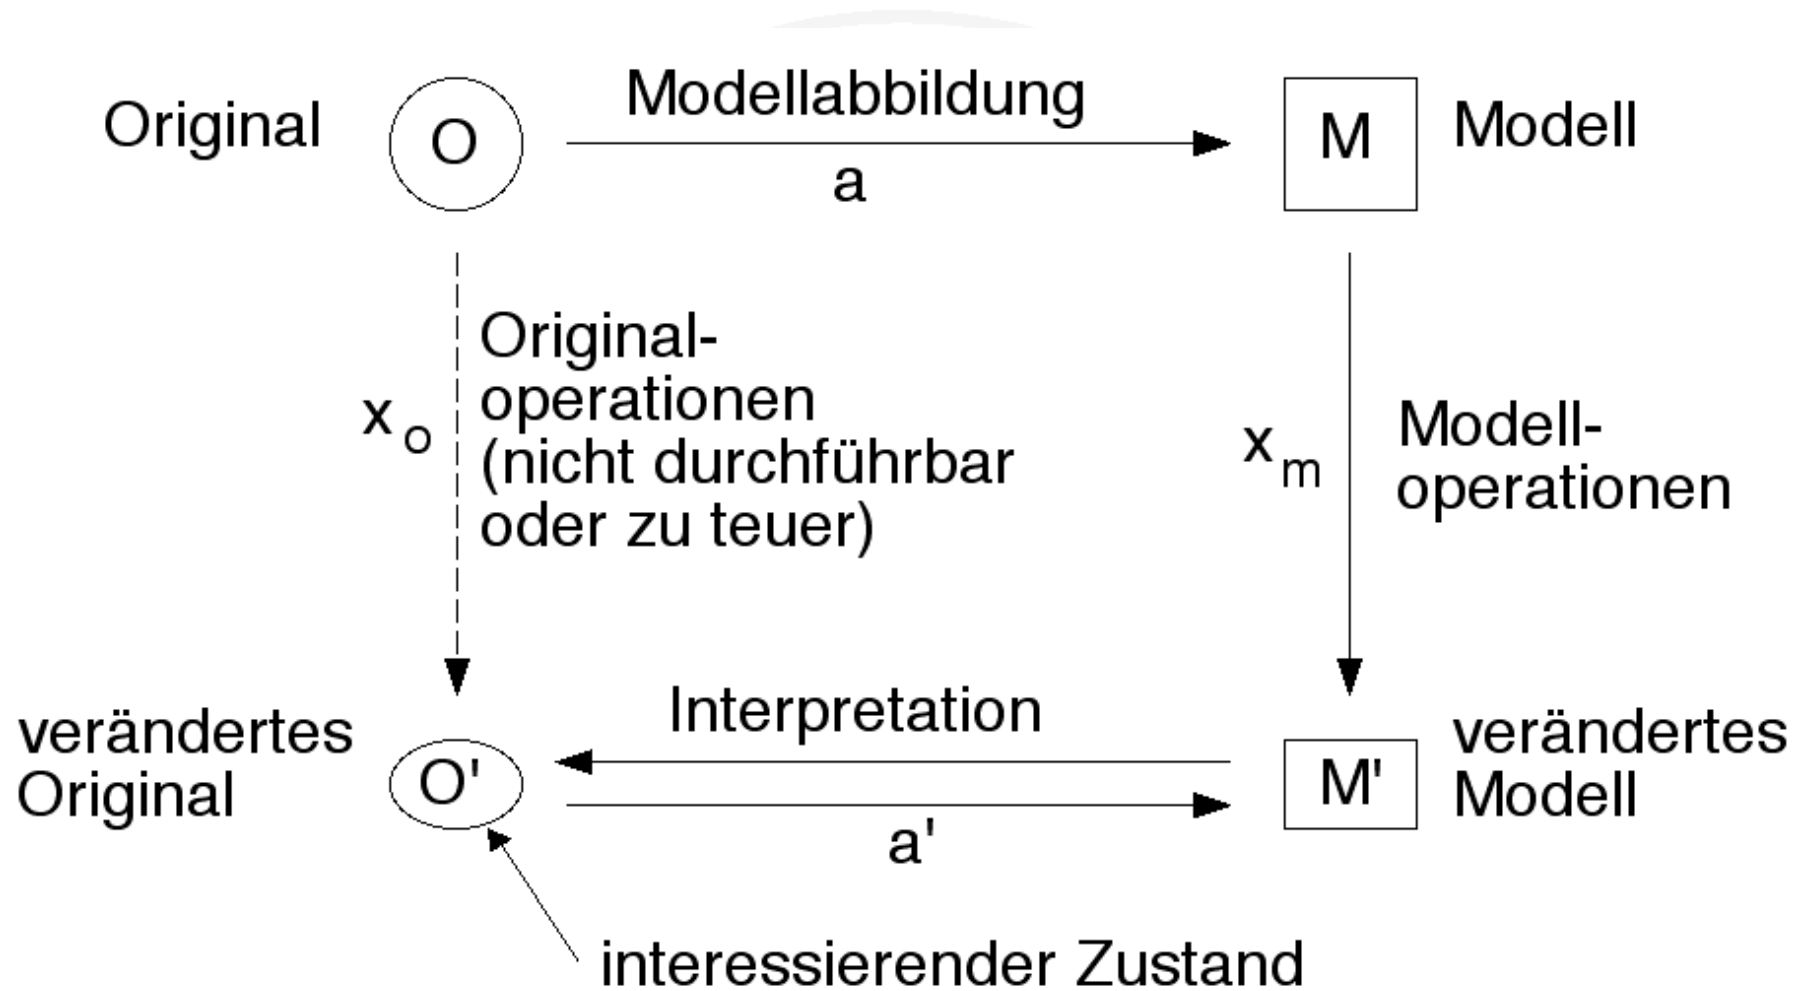 Original
O
Modellabbildung
a
M
Modell
x o
Original-
operationen
(nicht durchführbar
oder zu teuer)
x m
Modell-
operationen
verändertes
Original
O'
Interpretation
a'
M'
verändertes
Modell
interessierender Zustand